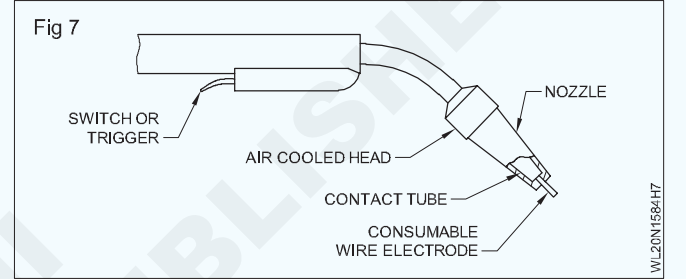 Fig 7
SWITCH OR
TRIGGER
NOZZLE
AIR COOLED HEAD
CONTACT TUBE
CONSUMABLE
WIRE ELECTRODE
WL20N1584H7